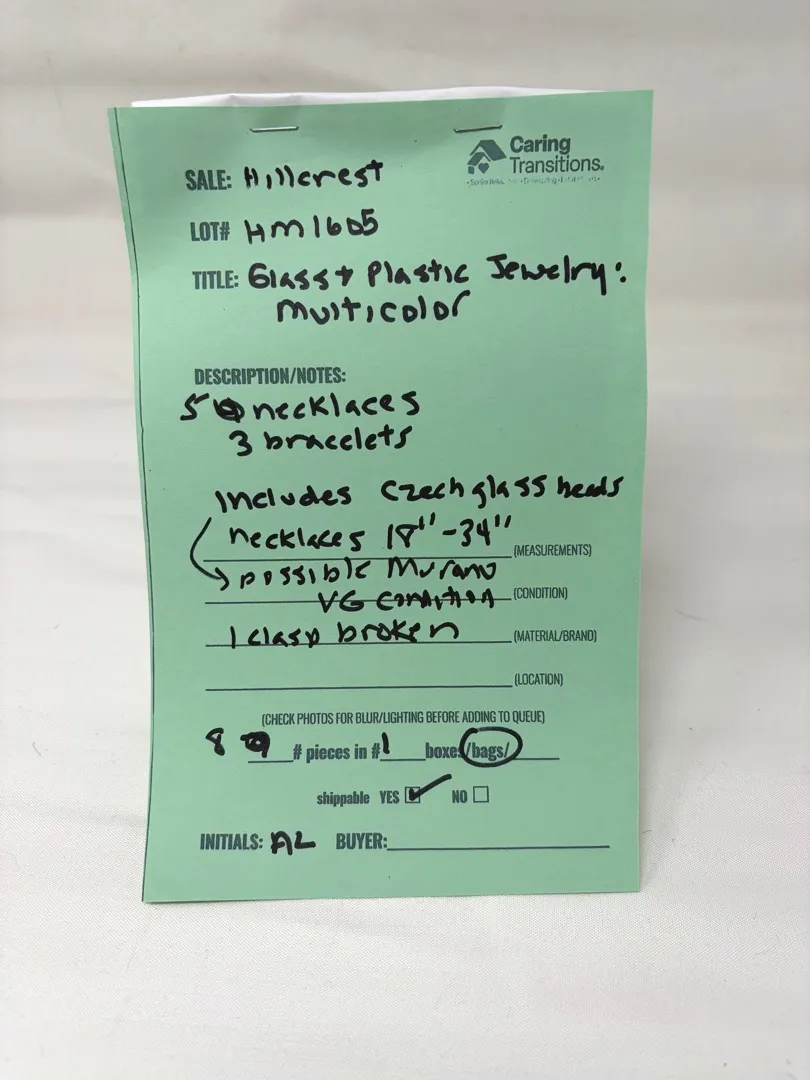 Caring
Transitions.
SALE: Hillcrest
LOT# HM1605
TITLE: Glass + Plastic Jewelry:
Multicolor
DESCRIPTION/NOTES:
5 necklaces
3 bracelets
Includes Czech glass beads
necklaces 18"-34" (MEASUREMENTS)
possible Murano
VG condition (CONDITION)
1 clasp broken (MATERIAL/BRAND)
(LOCATION)
(CHECK PHOTOS FOR BLUR/LIGHTING BEFORE ADDING TO QUEUE)
8 # pieces in #1 boxes/bags/
shippable YES NO
INITIALS: AL BUYER: